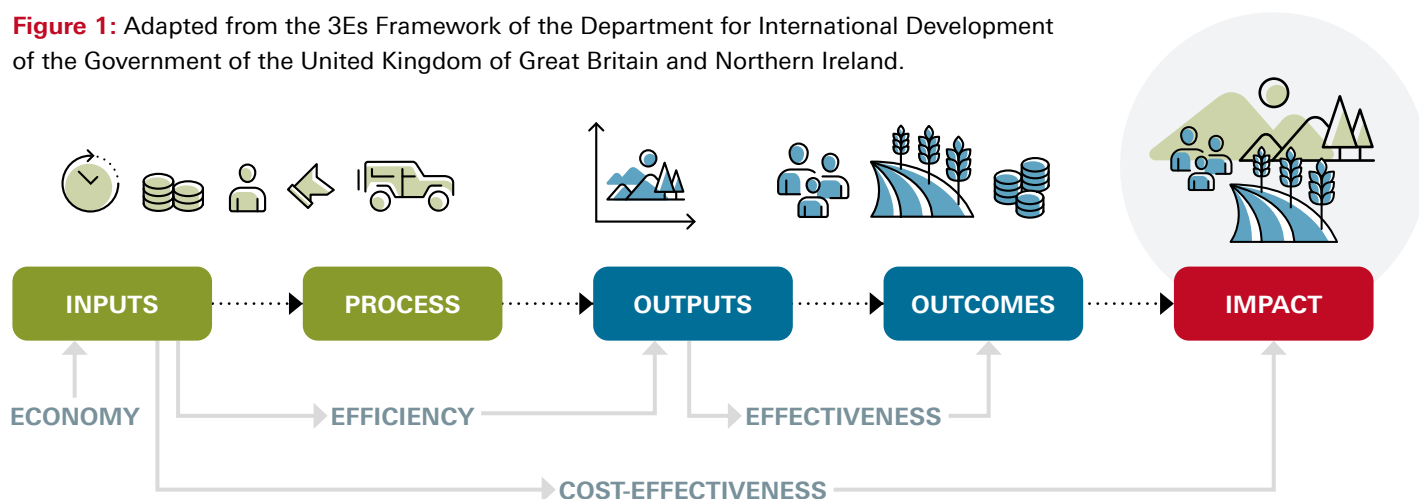 Figure 1: Adapted from the 3Es Framework of the Department for International Development
of the Government of the United Kingdom of Great Britain and Northern Ireland.
INPUTS
PROCESS
OUTPUTS
OUTCOMES
IMPACT
ECONOMY
EFFICIENCY
EFFECTIVENESS
COST-EFFECTIVENESS